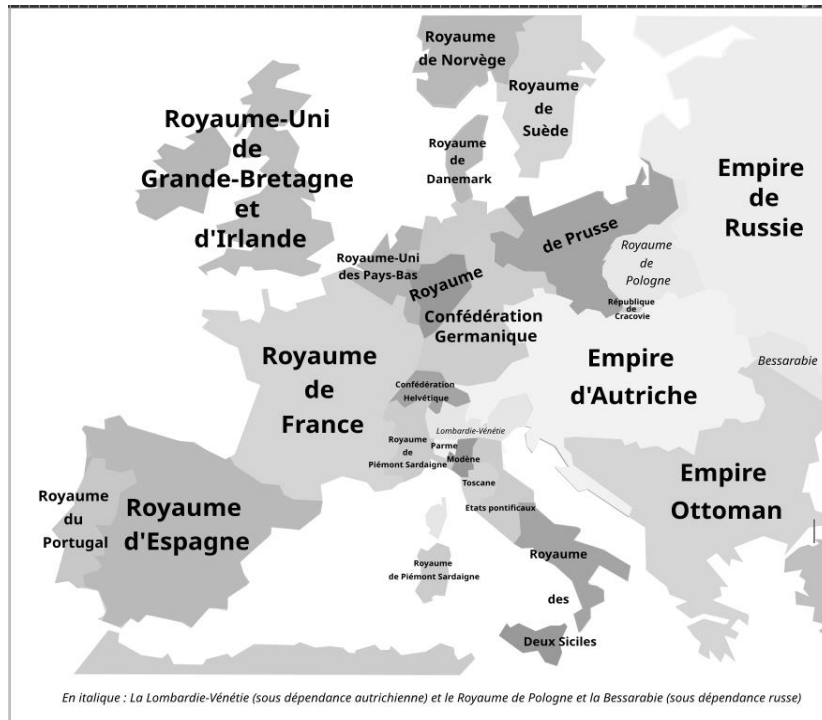 Royaume
de Norvège
Royaume
de
Suède
Royaume-Uni
de
Grande-Bretagne
et
d'Irlande
Royaume
de
Danemark
Empire
de
Russie
Royaume-Uni
des Pays-Bas
Royaume
de Prusse
Royaume
de
Pologne
République
de
Cracovie
Confédération
Germanique
Royaume
de
France
Empire
d'Autriche
Bessarabie
Confédération
Helvétique
Lombardie-Vénétie
Royaume
de
Piémont Sardaigne
Parme
Modène
Toscane
Etats pontificaux
Empire
Ottoman
Royaume
du
Portugal
Royaume
d'Espagne
Royaume
de Piémont Sardaigne
Royaume
des
Deux Siciles
En italique : La Lombardie-Vénétie (sous dépendance autrichienne) et le Royaume de Pologne et la Bessarabie (sous dépendance russe)